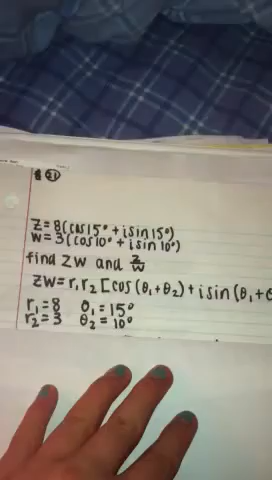 21
z = 8(cos15° + isin15°)
w = 3(cos10° + isin10°)
find zw and z/w
zw = r₁r₂ [cos(θ₁+θ₂) + isin(θ₁+θ
r₁ = 8 θ₁ = 15°
r₂ = 3 θ₂ = 10°